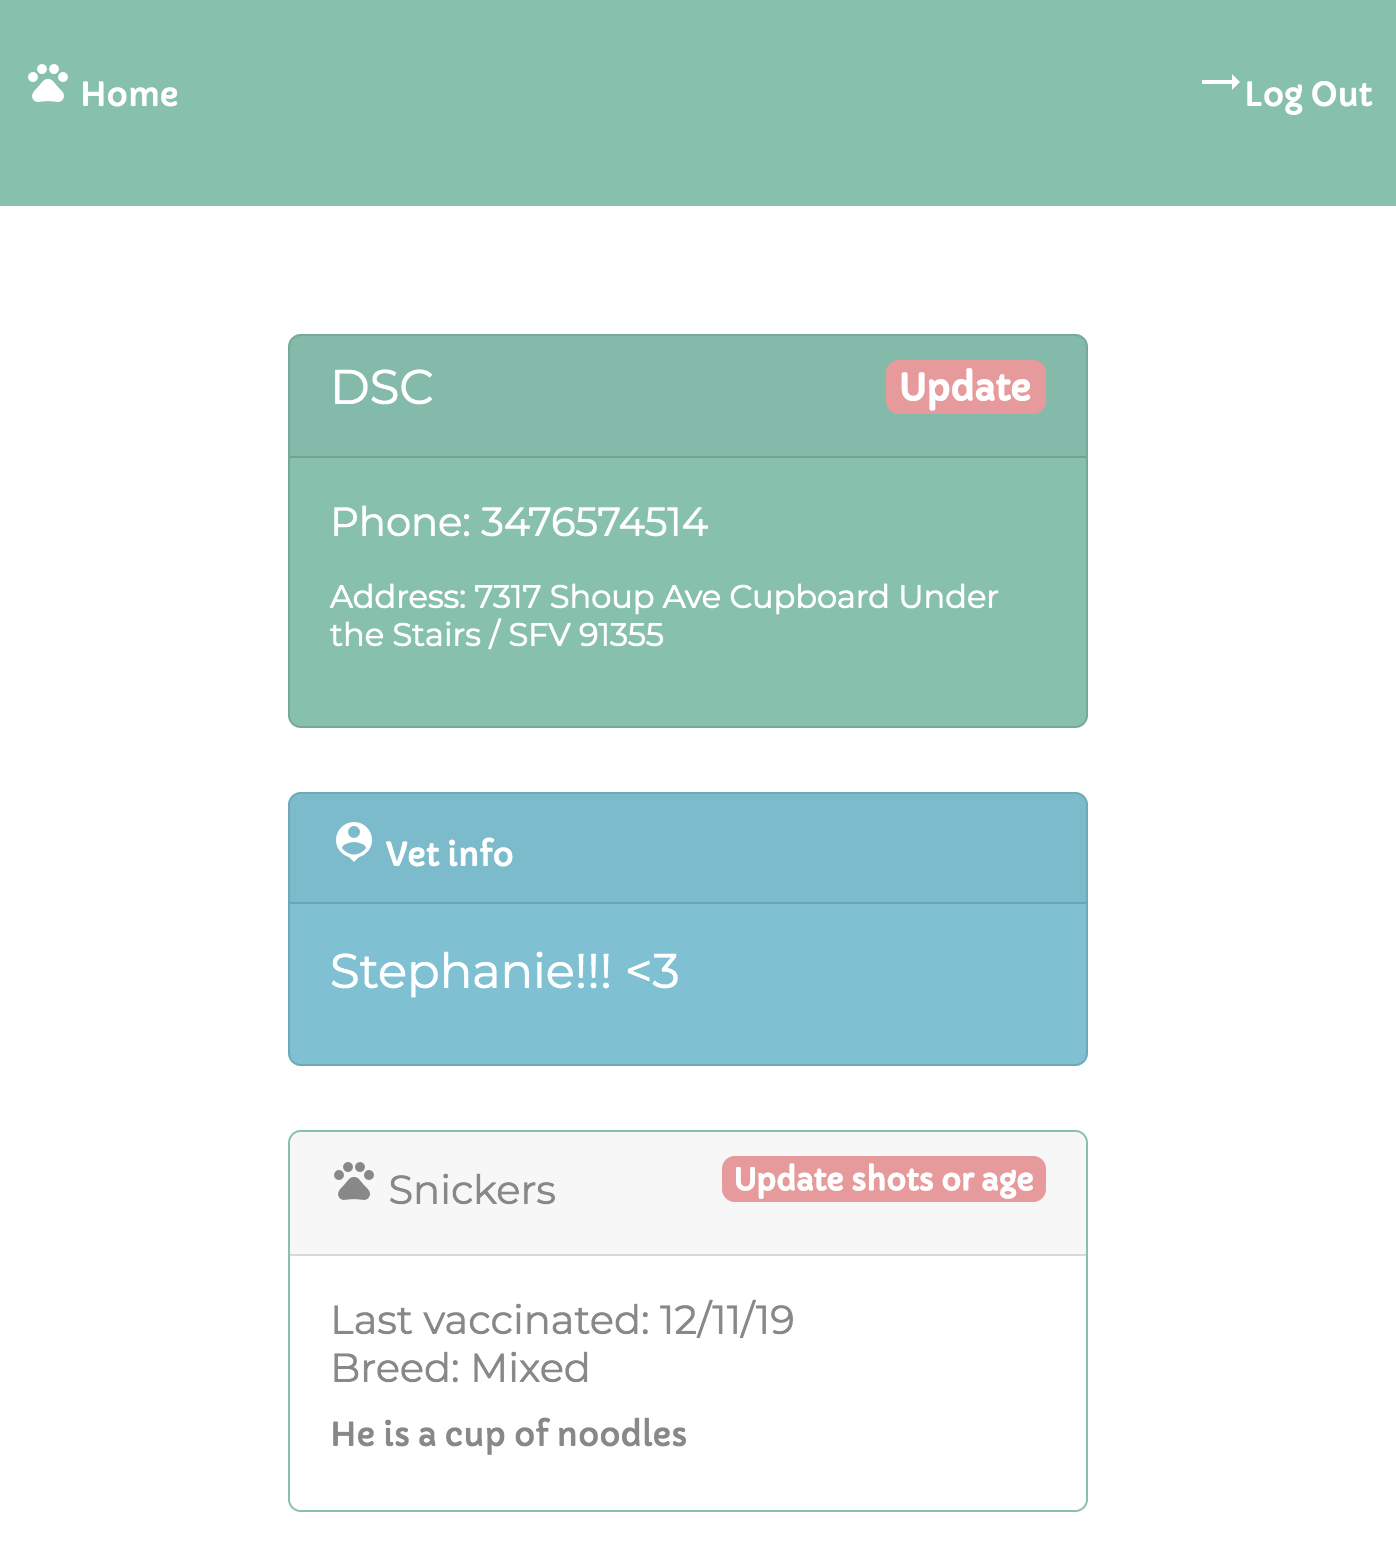 Home
Log Out
DSC
Update
Phone: 3476574514
Address: 7317 Shoup Ave Cupboard Under
the Stairs / SFV 91355
Vet info
Stephanie!!! <3
Snickers
Update shots or age
Last vaccinated: 12/11/19
Breed: Mixed
He is a cup of noodles